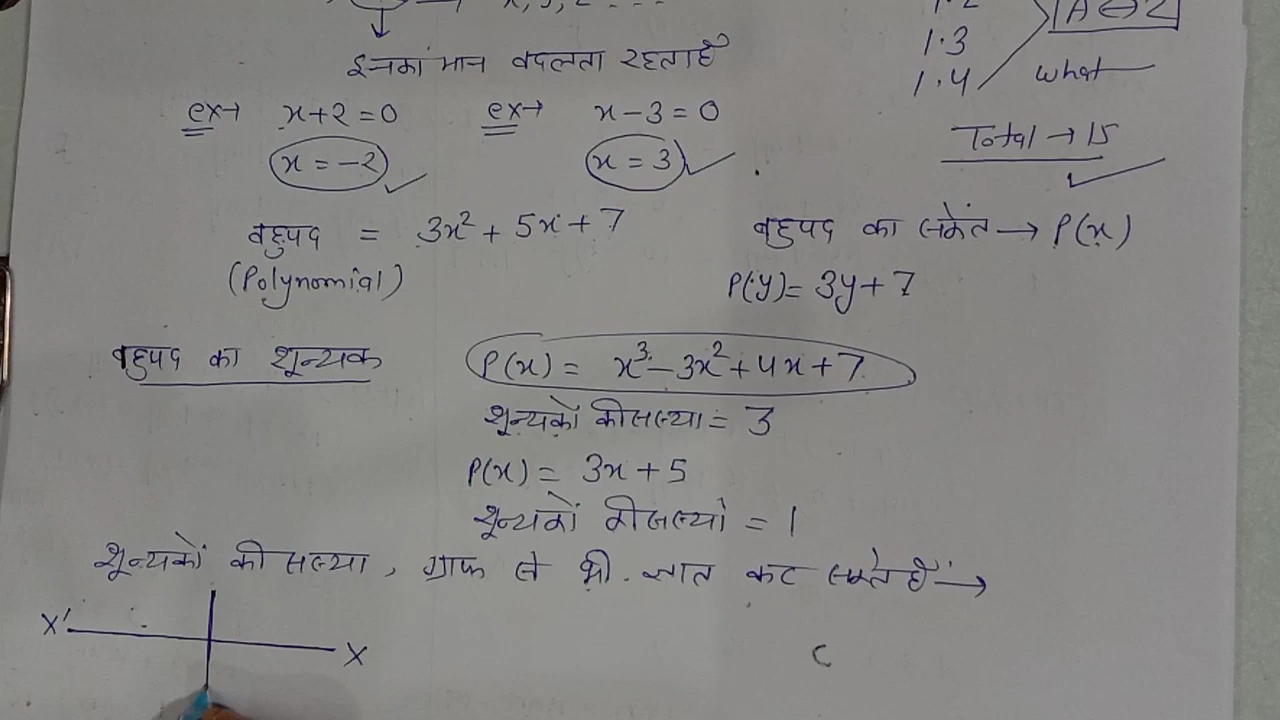 x, y, z ....
इनका मान बदलता रहता है
1.2
1.3
1.4
what
ex→ x+2=0
ex→ x-3=0
x=-2 ✓
x=3 ✓
Total → 15
✓
बहुपद = 3x²+5x+7
(Polynomial)
बहुपद का संकेत → P(x)
P(y)= 3y+7
बहुपद का शून्यक
P(x)= x³-3x²+4x+7
शून्यकों की संख्या = 3
P(x)= 3x+5
शून्यकों की संख्या = 1
शून्यकों की संख्या, ग्राफ से भी ज्ञात कर सकते हैं →
X'
X